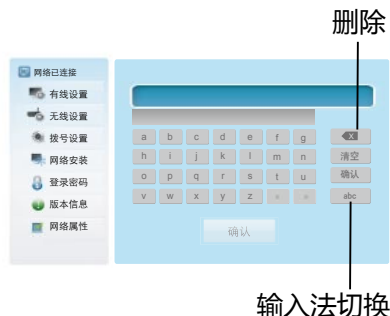 删除
网络已连接
有线设置
无线设置
拨号设置
网络安装
登录密码
版本信息
网络属性
a b c d e f g
h i j k l m n 清空
o p q r s t u 确认
v w x y z » « abc
确认
输入法切换